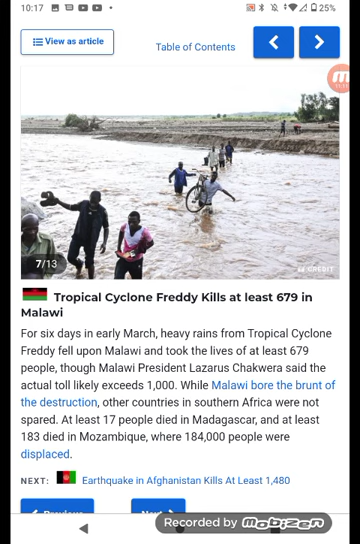 10:17
25%
View as article
Table of Contents
11:11
7/13
CREDIT
Tropical Cyclone Freddy Kills at least 679 in
Malawi
For six days in early March, heavy rains from Tropical Cyclone
Freddy fell upon Malawi and took the lives of at least 679
people, though Malawi President Lazarus Chakwera said the
actual toll likely exceeds 1,000. While Malawi bore the brunt of
the destruction, other countries in southern Africa were not
spared. At least 17 people died in Madagascar, and at least
183 died in Mozambique, where 184,000 people were
displaced.
NEXT: Earthquake in Afghanistan Kills At Least 1,480
Previous
Next
Recorded by mobizen